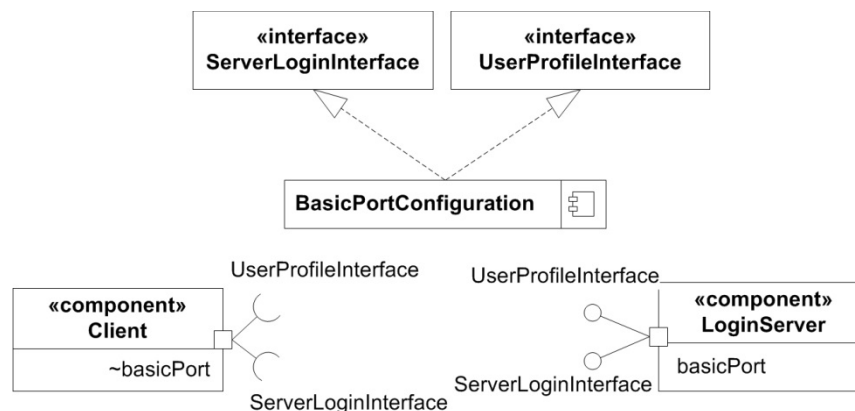 «interface»
ServerLoginInterface
«interface»
UserProfileInterface
BasicPortConfiguration
UserProfileInterface
«component»
Client
~basicPort
ServerLoginInterface
UserProfileInterface
«component»
LoginServer
basicPort
ServerLoginInterface